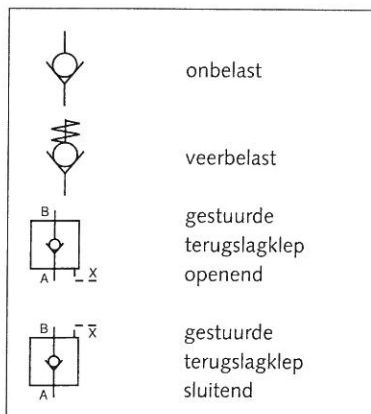 onbelast
veerbelast
B
gestuurde
terugslagklep
openend
A
X
B
X
gestuurde
terugslagklep
sluitend
A